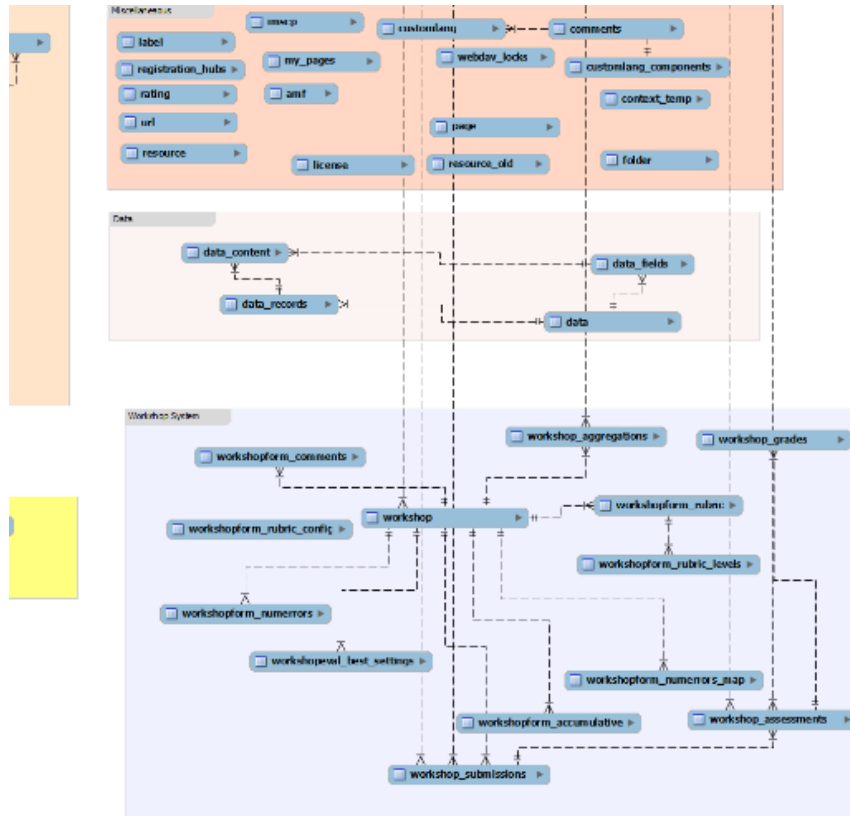 Miscellaneous
imscp
customlang
comments
label
my_pages
webdav_locks
customlang_components
registration_hubs
rating
amf
context_temp
url
page
resource
license
resource_old
folder
Data
data_content
data_fields
data_records
data
Workshop System
workshop_aggregations
workshop_grades
workshopform_comments
workshopform_rubric
workshop
workshopform_rubric_config
workshopform_rubric_levels
workshopform_numerrors
workshopeval_best_settings
workshopform_numerrors_map
workshopform_accumulative
workshop_assessments
workshop_submissions